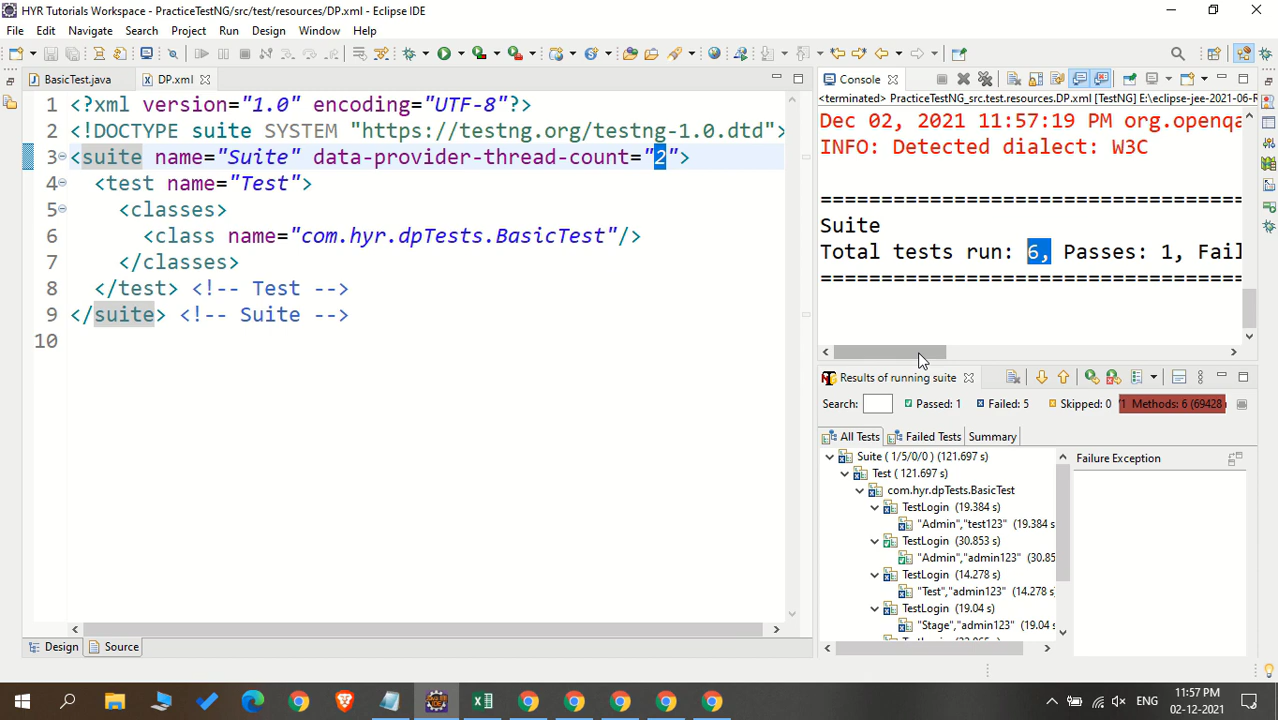 HYR Tutorials Workspace - PracticeTestNG/src/test/resources/DP.xml - Eclipse IDE
File Edit Navigate Search Project Run Design Window Help
BasicTest.java DP.xml
1 <?xml version="1.0" encoding="UTF-8"?>
2 <!DOCTYPE suite SYSTEM "https://testng.org/testng-1.0.dtd">
3 <suite name="Suite" data-provider-thread-count="2">
4 <test name="Test">
5 <classes>
6 <class name="com.hyr.dpTests.BasicTest"/>
7 </classes>
8 </test> <!-- Test -->
9 </suite> <!-- Suite -->
10
Design Source
Console
<terminated> PracticeTestNG_src.test.resources.DP.xml [TestNG] E:\eclipse-jee-2021-06-R
Dec 02, 2021 11:57:19 PM org.openqa
INFO: Detected dialect: W3C
===================================
Suite
Total tests run: 6, Passes: 1, Fail
===================================
Results of running suite
Search: Passed: 1 Failed: 5 Skipped: 0 Methods: 6 (69428
All Tests Failed Tests Summary
Suite ( 1/5/0/0 ) (121.697 s)
Test ( 121.697 s)
com.hyr.dpTests.BasicTest
TestLogin (19.384 s)
"Admin","test123" (19.384 s
TestLogin (30.853 s)
"Admin","admin123" (30.85
TestLogin (14.278 s)
"Test","admin123" (14.278 s
TestLogin (19.04 s)
"Stage","admin123" (19.04 s
Failure Exception
ENG
11:57 PM
02-12-2021